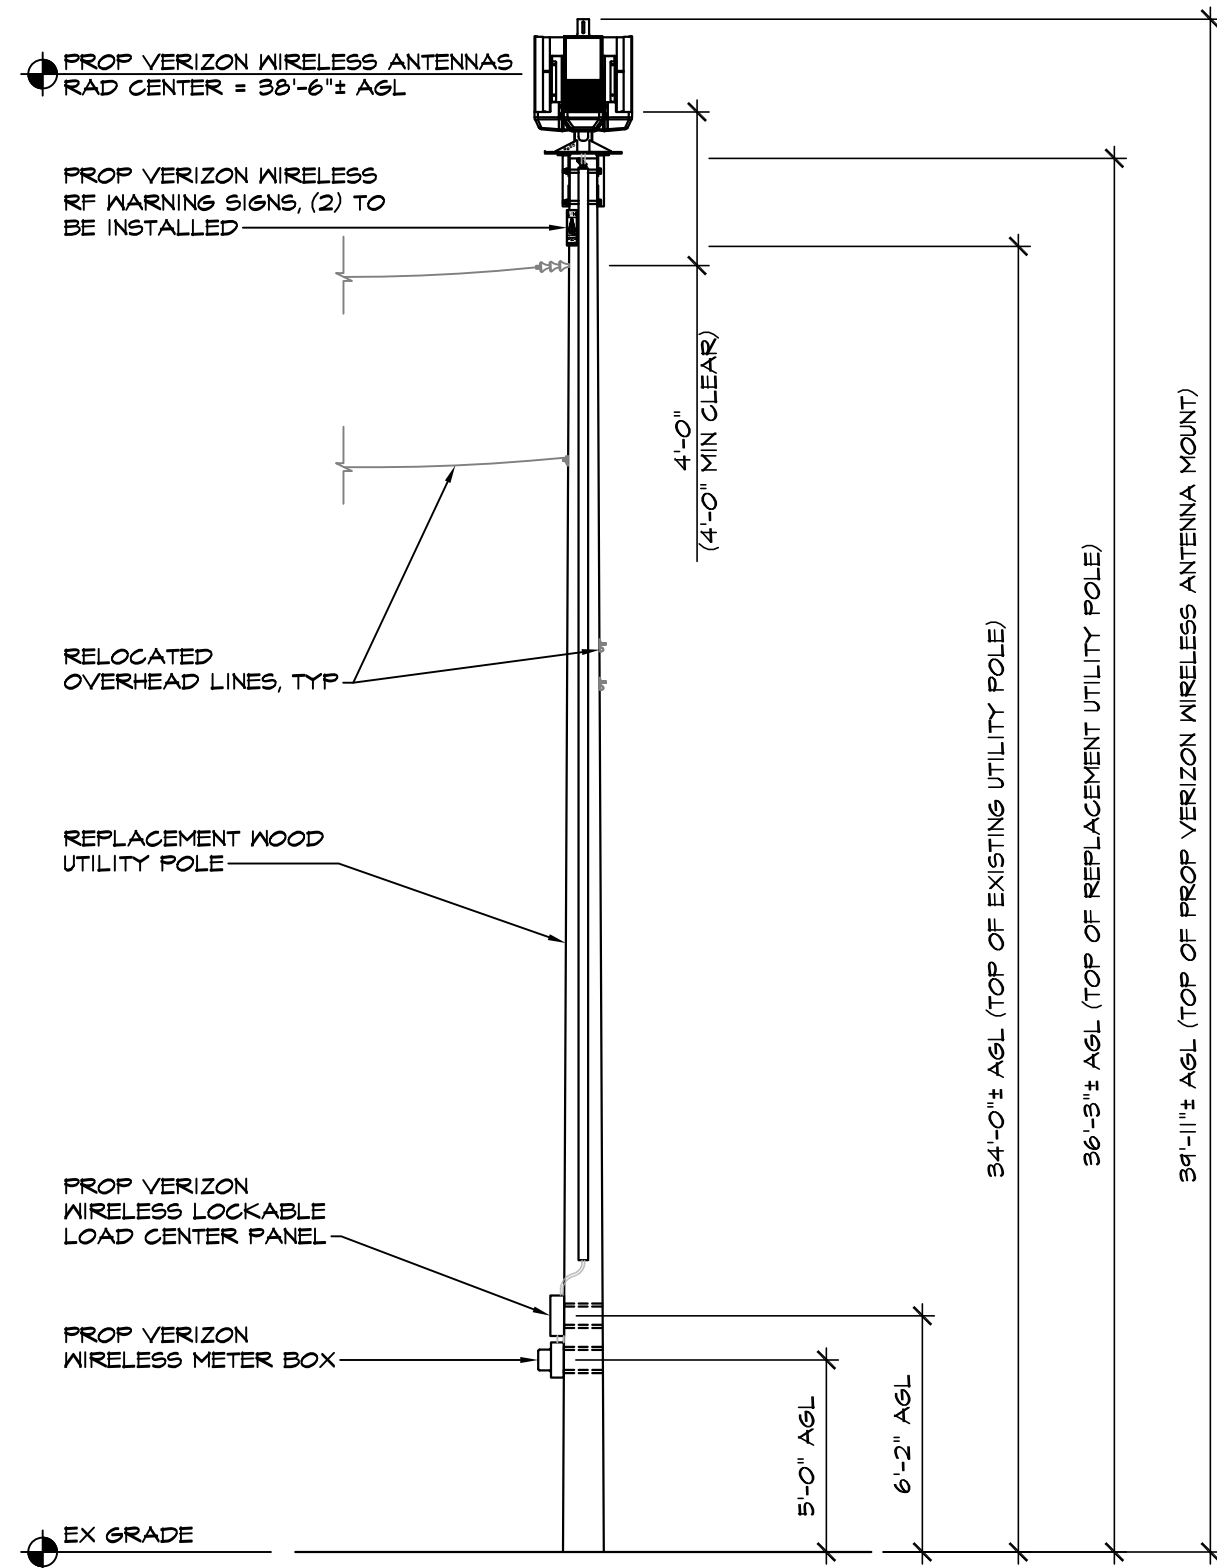 PROP VERIZON WIRELESS ANTENNAS
RAD CENTER = 38'-6"± AGL
PROP VERIZON WIRELESS
RF WARNING SIGNS, (2) TO
BE INSTALLED
4'-0"
(4'-0" MIN CLEAR)
RELOCATED
OVERHEAD LINES, TYP
REPLACEMENT WOOD
UTILITY POLE
34'-0"± AGL (TOP OF EXISTING UTILITY POLE)
36'-3"± AGL (TOP OF REPLACEMENT UTILITY POLE)
39'-11"± AGL (TOP OF PROP VERIZON WIRELESS ANTENNA MOUNT)
PROP VERIZON
WIRELESS LOCKABLE
LOAD CENTER PANEL
PROP VERIZON
WIRELESS METER BOX
5'-0" AGL
6'-2" AGL
EX GRADE